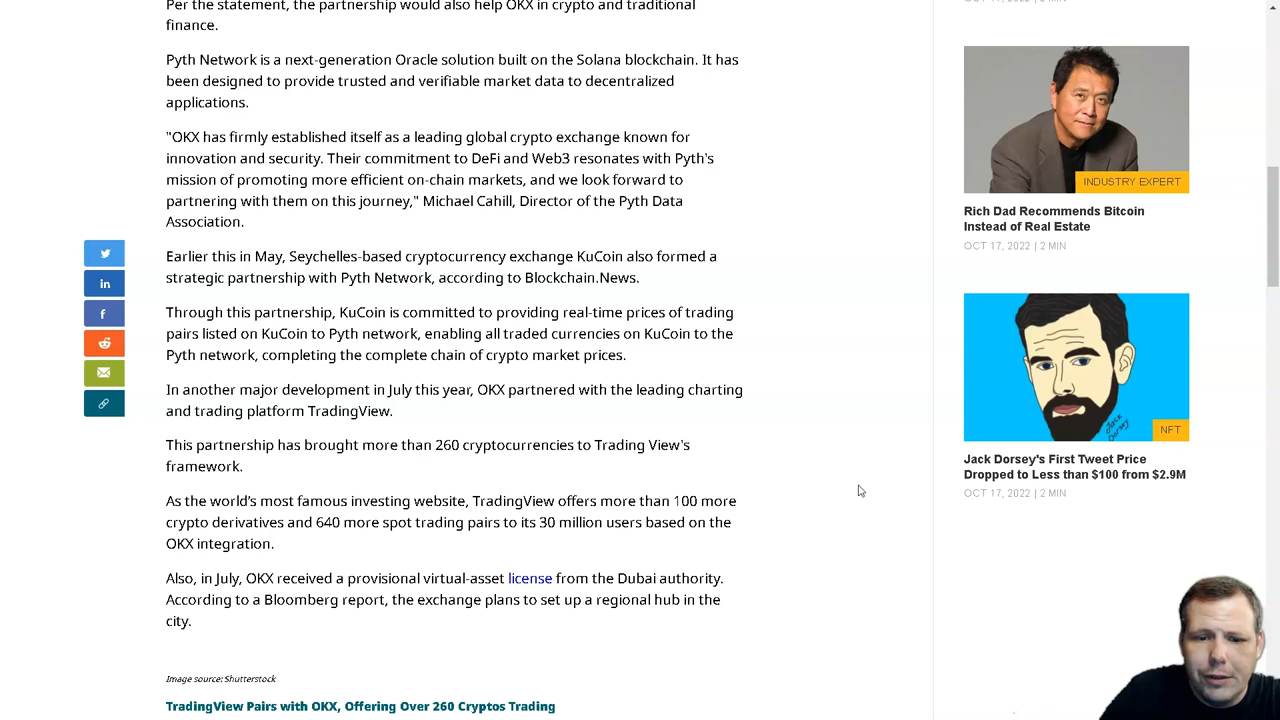 Per the statement, the partnership would also help OKX in crypto and traditional
finance.
Pyth Network is a next-generation Oracle solution built on the Solana blockchain. It has
been designed to provide trusted and verifiable market data to decentralized
applications.
"OKX has firmly established itself as a leading global crypto exchange known for
innovation and security. Their commitment to DeFi and Web3 resonates with Pyth's
mission of promoting more efficient on-chain markets, and we look forward to
partnering with them on this journey," Michael Cahill, Director of the Pyth Data
Association.
Earlier this in May, Seychelles-based cryptocurrency exchange KuCoin also formed a
strategic partnership with Pyth Network, according to Blockchain.News.
Through this partnership, KuCoin is committed to providing real-time prices of trading
pairs listed on KuCoin to Pyth network, enabling all traded currencies on KuCoin to the
Pyth network, completing the complete chain of crypto market prices.
In another major development in July this year, OKX partnered with the leading charting
and trading platform TradingView.
This partnership has brought more than 260 cryptocurrencies to Trading View's
framework.
As the world's most famous investing website, TradingView offers more than 100 more
crypto derivatives and 640 more spot trading pairs to its 30 million users based on the
OKX integration.
Also, in July, OKX received a provisional virtual-asset license from the Dubai authority.
According to a Bloomberg report, the exchange plans to set up a regional hub in the
city.
Image source: Shutterstock
TradingView Pairs with OKX, Offering Over 260 Cryptos Trading
in
f
OCT 17, 2022 | 2 MIN
INDUSTRY EXPERT
Rich Dad Recommends Bitcoin
Instead of Real Estate
OCT 17, 2022 | 2 MIN
Jack
Dorsey
NFT
Jack Dorsey's First Tweet Price
Dropped to Less than $100 from $2.9M
OCT 17, 2022 | 2 MIN